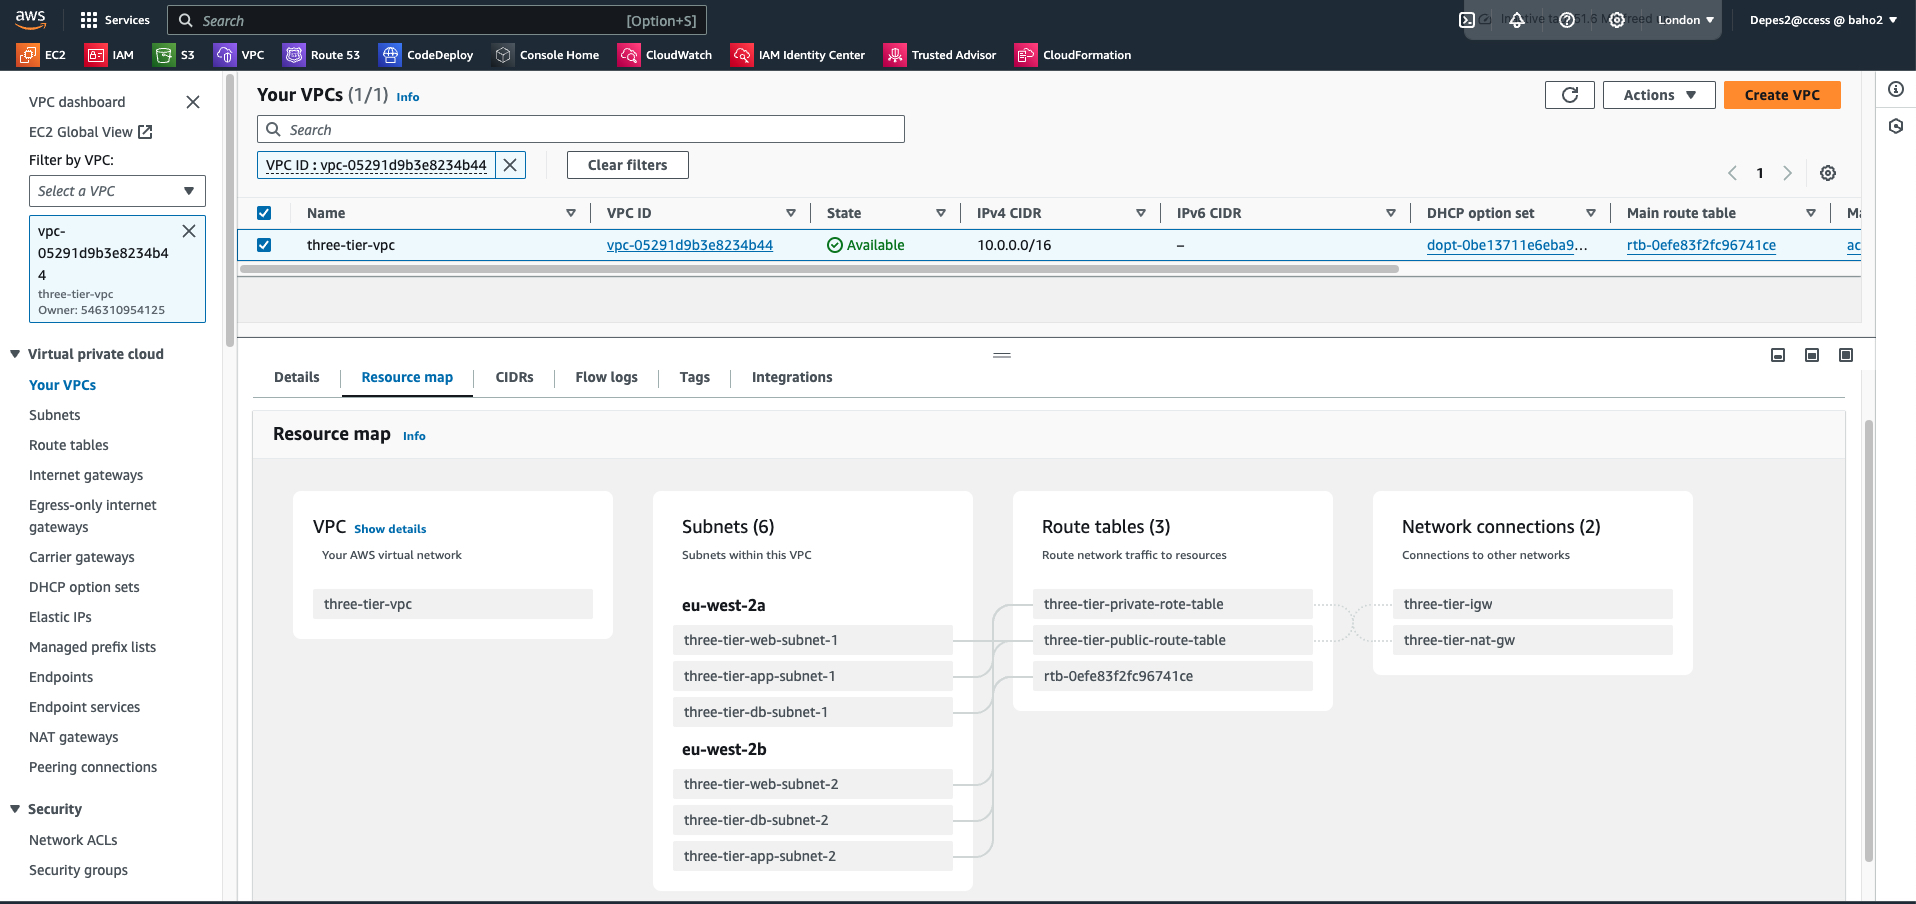 aws
Services
Search
[Option+S]
London
Depes2@ccess @ baho2
EC2
IAM
S3
VPC
Route 53
CodeDeploy
Console Home
CloudWatch
IAM Identity Center
Trusted Advisor
CloudFormation
VPC dashboard
EC2 Global View
Filter by VPC:
Select a VPC
vpc-
05291d9b3e8234b4
4
three-tier-vpc
Owner: 546310954125
Virtual private cloud
Your VPCs
Subnets
Route tables
Internet gateways
Egress-only internet
gateways
Carrier gateways
DHCP option sets
Elastic IPs
Managed prefix lists
Endpoints
Endpoint services
NAT gateways
Peering connections
Security
Network ACLs
Security groups
Your VPCs (1/1) Info
Actions
Create VPC
Search
VPC ID : vpc-05291d9b3e8234b44
Clear filters
1
Name
VPC ID
State
IPv4 CIDR
IPv6 CIDR
DHCP option set
Main route table
three-tier-vpc
vpc-05291d9b3e8234b44
Available
10.0.0.0/16
–
dopt-0be13711e6eba9...
rtb-0efe83f2fc96741ce
Details
Resource map
CIDRs
Flow logs
Tags
Integrations
Resource map Info
VPC Show details
Your AWS virtual network
three-tier-vpc
Subnets (6)
Subnets within this VPC
eu-west-2a
three-tier-web-subnet-1
three-tier-app-subnet-1
three-tier-db-subnet-1
eu-west-2b
three-tier-web-subnet-2
three-tier-db-subnet-2
three-tier-app-subnet-2
Route tables (3)
Route network traffic to resources
three-tier-private-rote-table
three-tier-public-route-table
rtb-0efe83f2fc96741ce
Network connections (2)
Connections to other networks
three-tier-igw
three-tier-nat-gw